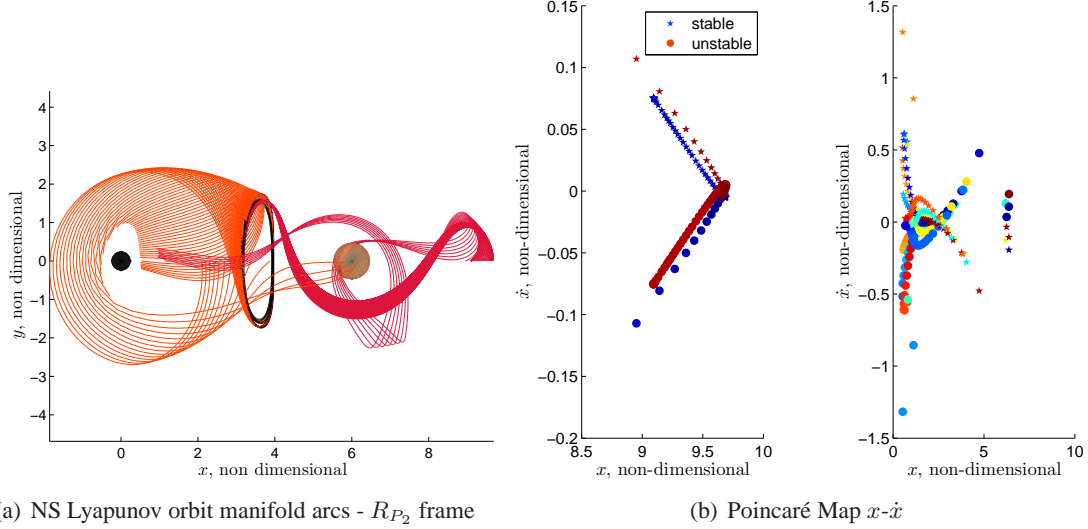 4
3
2
1
0
−1
−2
−3
−4
y, non dimensional
0 2 4 6 8
x, non dimensional
0.15
0.1
0.05
0
−0.05
−0.1
−0.15
−0.2
ẋ, non-dimensional
stable
unstable
8.5 9 9.5 10
x, non-dimensional
1.5
1
0.5
0
−0.5
−1
−1.5
ẋ, non-dimensional
0 5 10
x, non-dimensional
(a) NS Lyapunov orbit manifold arcs - R_{P_2} frame
(b) Poincaré Map x-ẋ